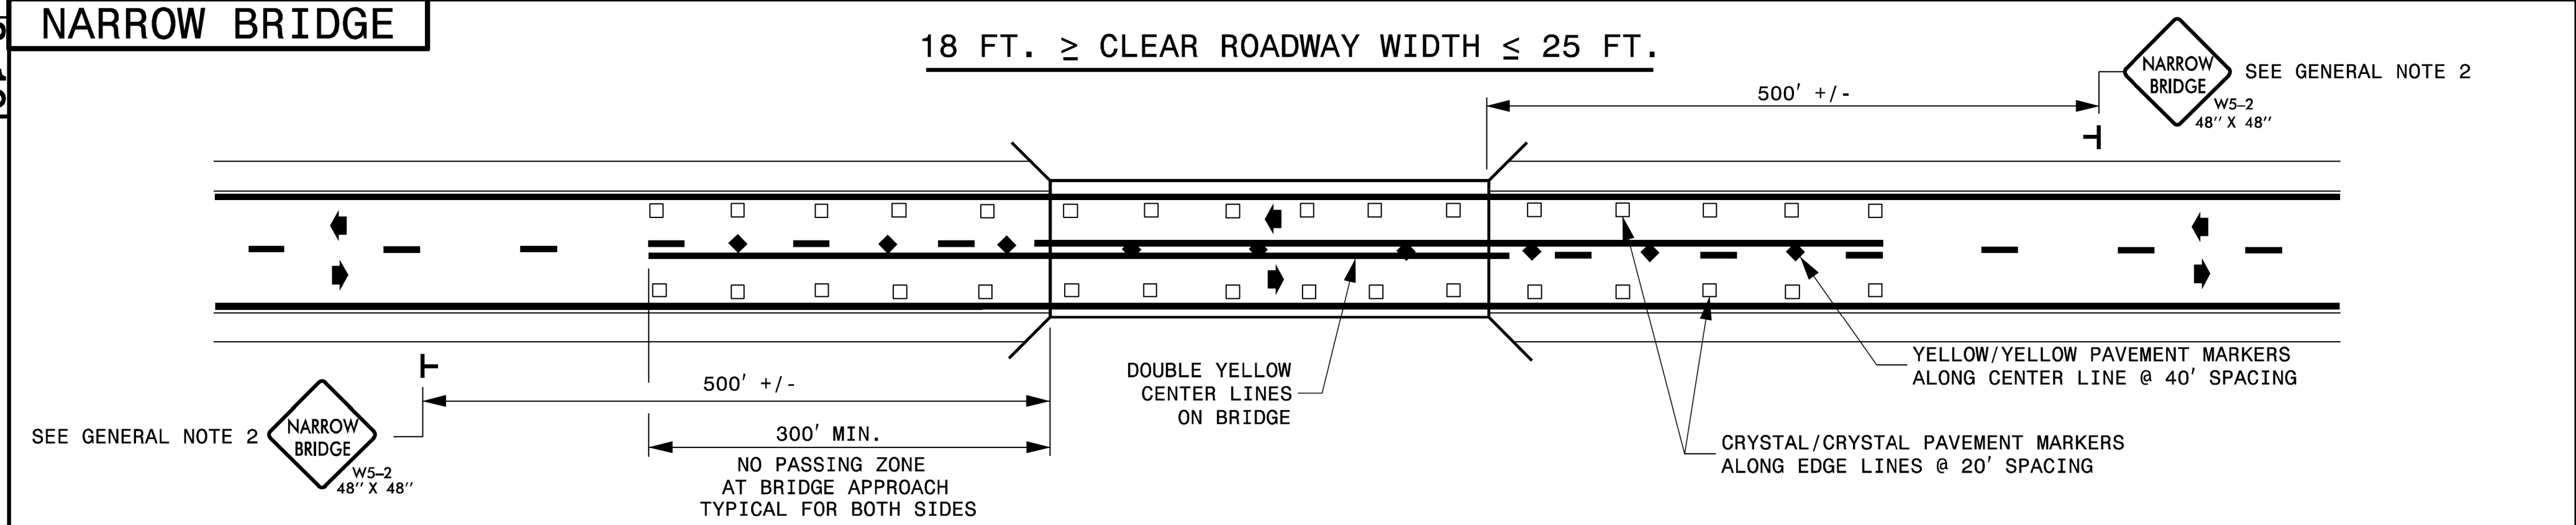 NARROW BRIDGE
18 FT. ≥ CLEAR ROADWAY WIDTH ≤ 25 FT.
NARROW
BRIDGE
W5-2
48" X 48"
SEE GENERAL NOTE 2
500' +/-
500' +/-
300' MIN.
NO PASSING ZONE
AT BRIDGE APPROACH
TYPICAL FOR BOTH SIDES
DOUBLE YELLOW
CENTER LINES
ON BRIDGE
YELLOW/YELLOW PAVEMENT MARKERS
ALONG CENTER LINE @ 40' SPACING
CRYSTAL/CRYSTAL PAVEMENT MARKERS
ALONG EDGE LINES @ 20' SPACING
SEE GENERAL NOTE 2
NARROW
BRIDGE
W5-2
48" X 48"